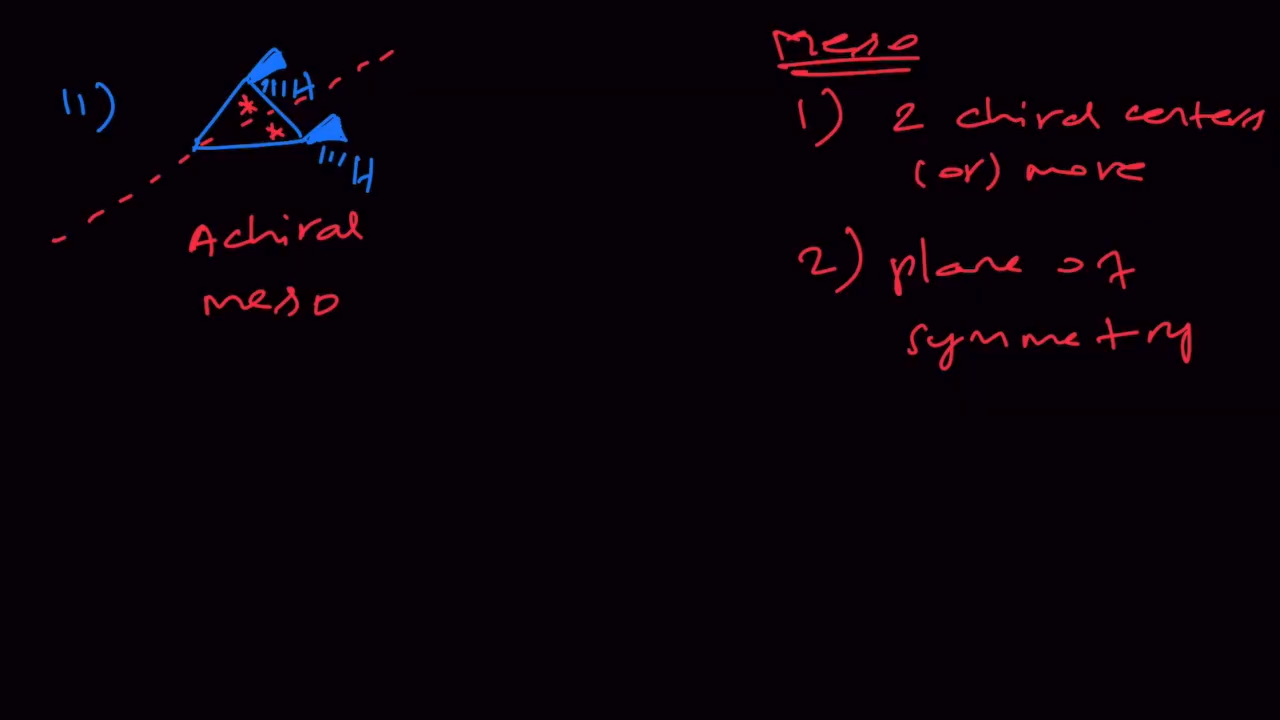 11)
H
H
Achiral
meso
Meso
1) 2 chiral centers
(or) more
2) plane of
symmetry